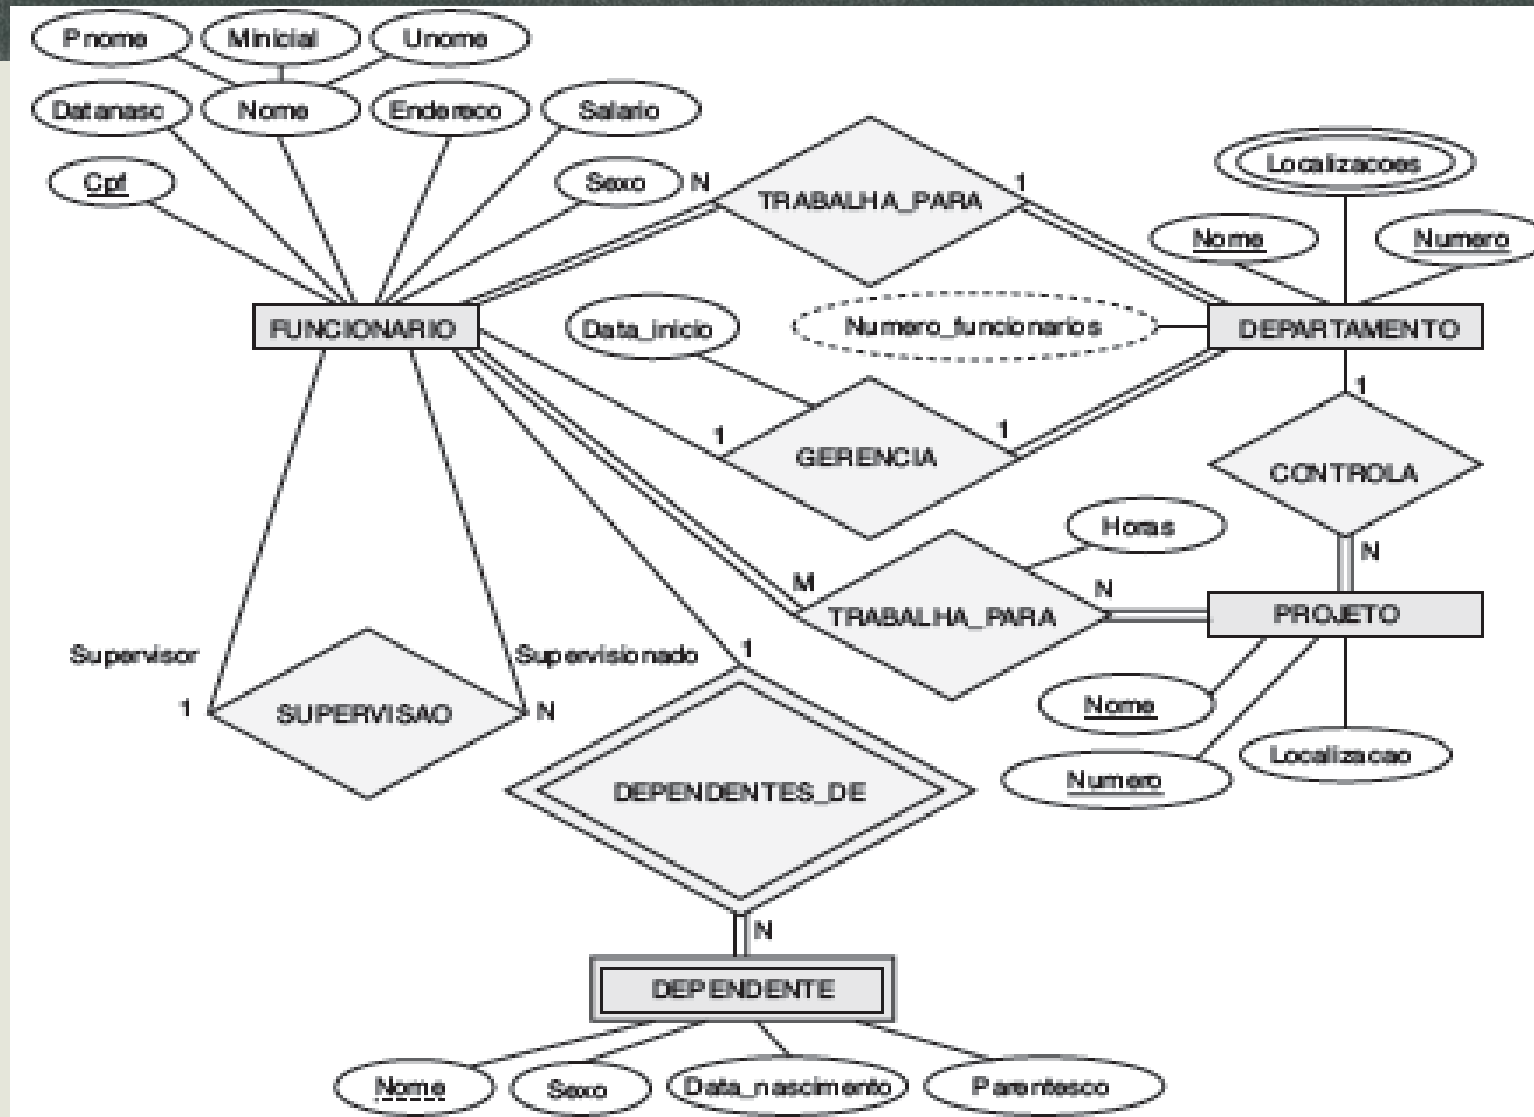 Pnome Minicial Unome
Datanasc Nome Endereco Salario
Cpf Sexo N TRABALHA_PARA 1 Localizacoes
Nome Numero
FUNCIONARIO Data_inicio Numero_funcionarios DEPARTAMENTO
1 GERENCIA 1 1
CONTROLA
Horas
N
M TRABALHA_PARA N PROJETO
Supervisor Supervisionado 1
1 SUPERVISAO N Nome
Numero Localizacao
DEPENDENTES_DE
N
DEPENDENTE
Nome Sexo Data_nascimento Parentesco